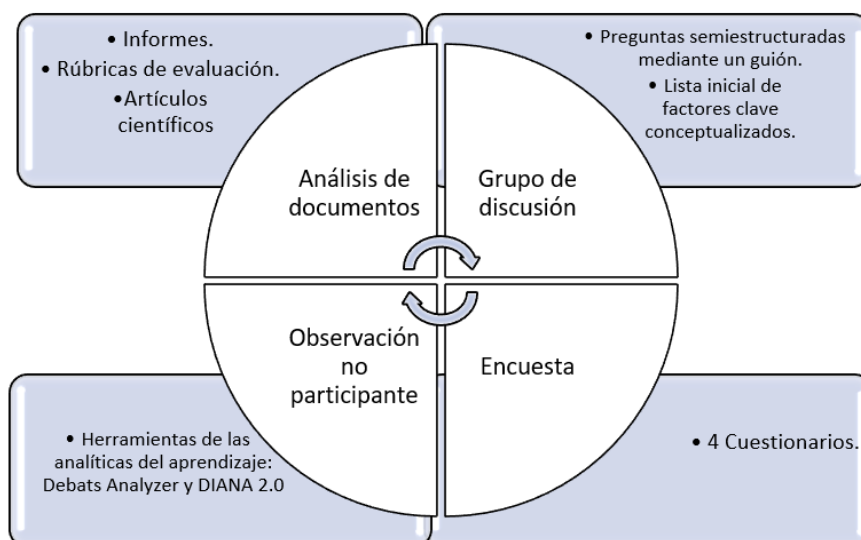 • Informes.
• Rúbricas de evaluación.
•Artículos
científicos
• Preguntas semiestructuradas
mediante un guión.
• Lista inicial de
factores clave
conceptualizados.
Análisis de
documentos
Grupo de
discusión
Observación
no
participante
Encuesta
• Herramientas de las
analíticas del aprendizaje:
Debats Analyzer y DIANA 2.0
• 4 Cuestionarios.